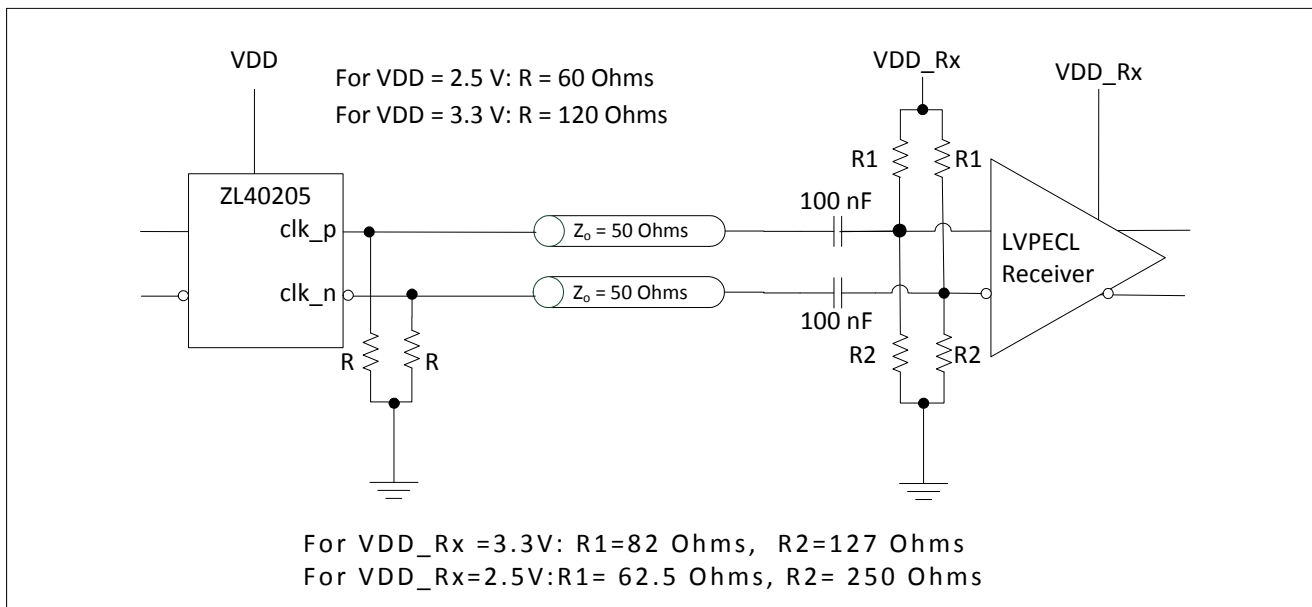 VDD
For VDD = 2.5 V: R = 60 Ohms
For VDD = 3.3 V: R = 120 Ohms
VDD_Rx
VDD_Rx
R1
R1
ZL40205
100 nF
clk_p
Zo = 50 Ohms
LVPECL
Receiver
clk_n
Zo = 50 Ohms
100 nF
R
R
R2
R2
For VDD_Rx =3.3V: R1=82 Ohms, R2=127 Ohms
For VDD_Rx=2.5V:R1= 62.5 Ohms, R2= 250 Ohms